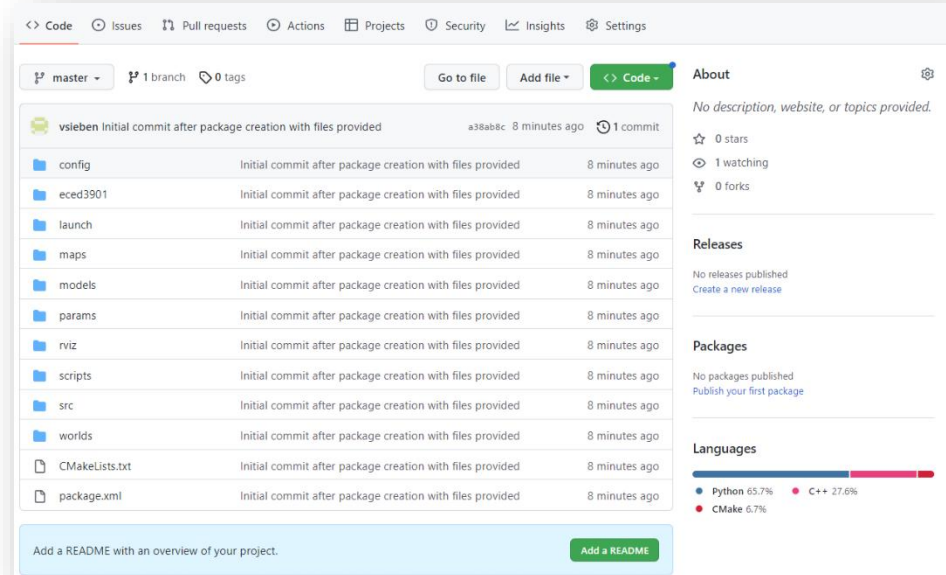 Code Issues Pull requests Actions Projects Security Insights Settings
master 1 branch 0 tags Go to file Add file Code
vsieben Initial commit after package creation with files provided a38ab8c 8 minutes ago 1 commit
config Initial commit after package creation with files provided 8 minutes ago
eced3901 Initial commit after package creation with files provided 8 minutes ago
launch Initial commit after package creation with files provided 8 minutes ago
maps Initial commit after package creation with files provided 8 minutes ago
models Initial commit after package creation with files provided 8 minutes ago
params Initial commit after package creation with files provided 8 minutes ago
rviz Initial commit after package creation with files provided 8 minutes ago
scripts Initial commit after package creation with files provided 8 minutes ago
src Initial commit after package creation with files provided 8 minutes ago
worlds Initial commit after package creation with files provided 8 minutes ago
CMakeLists.txt Initial commit after package creation with files provided 8 minutes ago
package.xml Initial commit after package creation with files provided 8 minutes ago
Add a README with an overview of your project. Add a README
About
No description, website, or topics provided.
0 stars
1 watching
0 forks
Releases
No releases published
Create a new release
Packages
No packages published
Publish your first package
Languages
Python 65.7% C++ 27.6%
CMake 6.7%